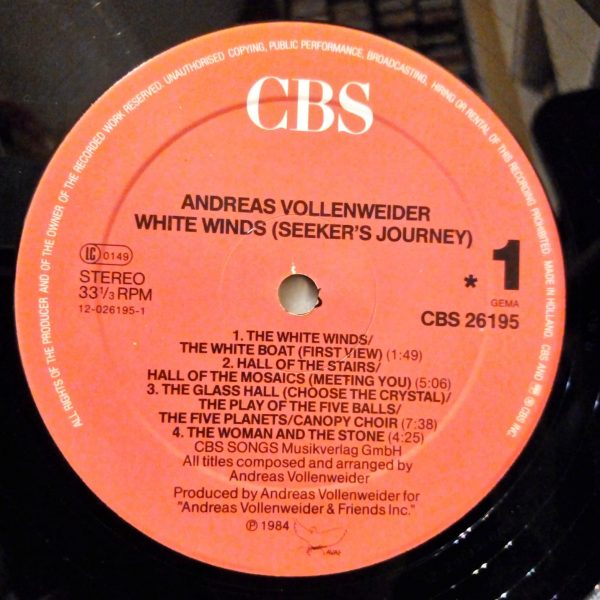 ALL RIGHTS OF THE PRODUCER AND OF THE OWNER OF THE RECORDED WORK RESERVED. UNAUTHORISED COPYING, PUBLIC PERFORMANCE, BROADCASTING, HIRING OR RENTAL OF THIS RECORDING PROHIBITED. MADE IN HOLLAND. CBS AND ® CBS INC.
CBS
ANDREAS VOLLENWEIDER
WHITE WINDS (SEEKER'S JOURNEY)
LC 0149
STEREO
33 1/3 RPM
12-026195-1
* 1
GEMA
CBS 26195
1. THE WHITE WINDS/
THE WHITE BOAT (FIRST VIEW) (1:49)
2. HALL OF THE STAIRS/
HALL OF THE MOSAICS (MEETING YOU) (5:06)
3. THE GLASS HALL (CHOOSE THE CRYSTAL)/
THE PLAY OF THE FIVE BALLS/
THE FIVE PLANETS/CANOPY CHOIR (7:38)
4. THE WOMAN AND THE STONE (4:25)
CBS SONGS Musikverlag GmbH
All titles composed and arranged by
Andreas Vollenweider
Produced by Andreas Vollenweider for
"Andreas Vollenweider & Friends Inc."
℗ 1984